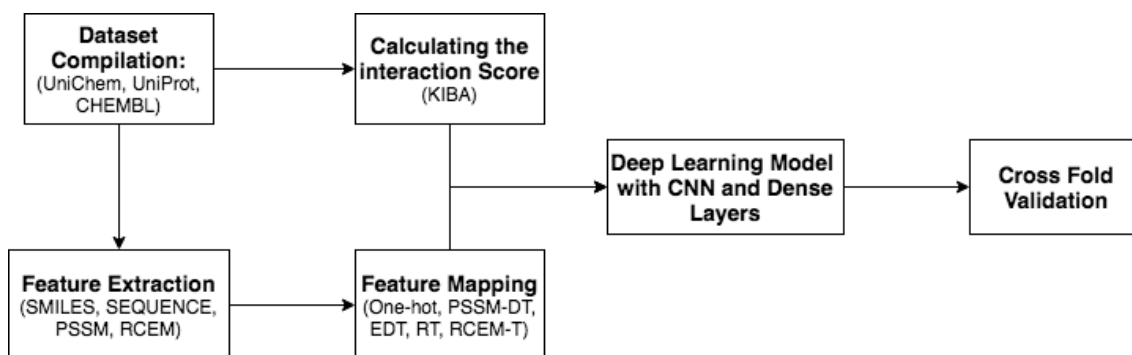 Dataset
Compilation:
(UniChem, UniProt,
CHEMBL)
Calculating the
interaction Score
(KIBA)
Deep Learning Model
with CNN and Dense
Layers
Cross Fold
Validation
Feature Extraction
(SMILES, SEQUENCE,
PSSM, RCEM)
Feature Mapping
(One-hot, PSSM-DT,
EDT, RT, RCEM-T)